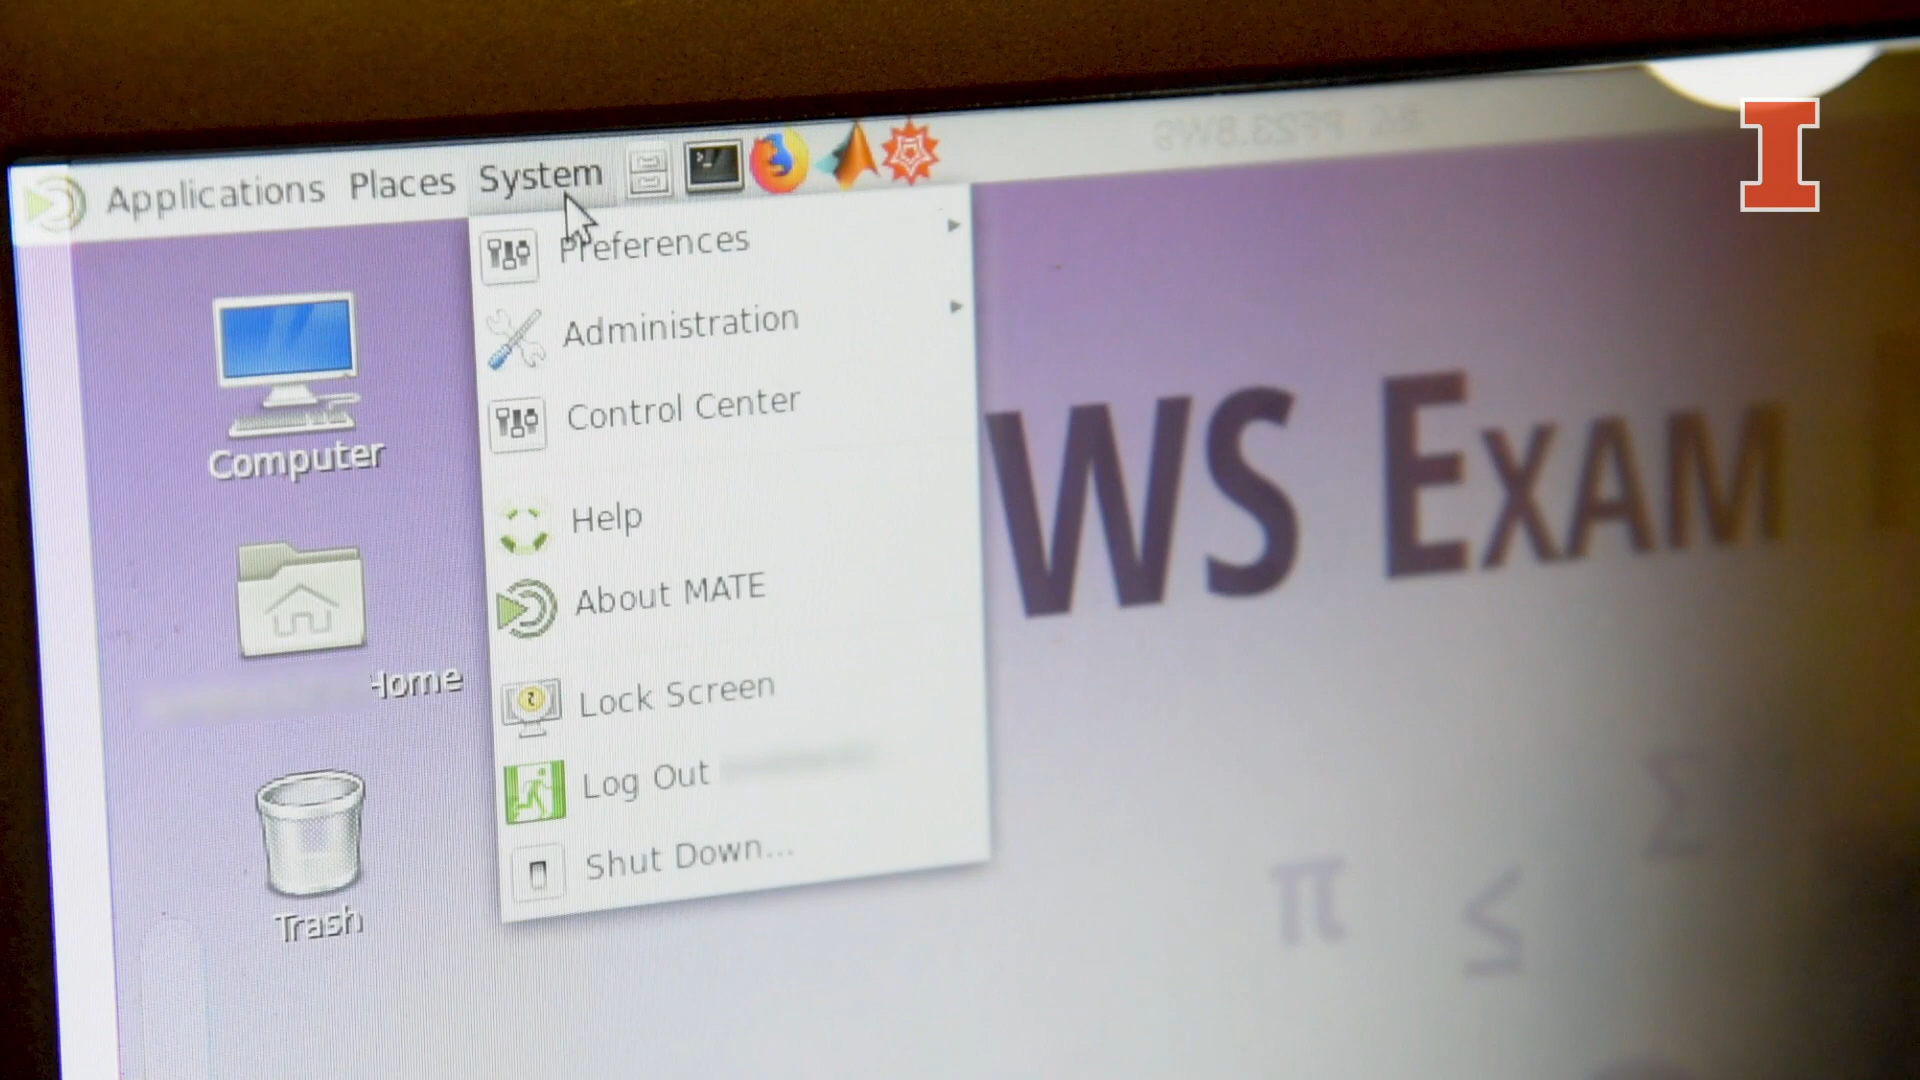 Applications Places System
Preferences
Administration
Control Center
Help
About MATE
Lock Screen
Log Out
Shut Down...
Computer
Home
Trash
WS EXAM
π ≤ Σ
I